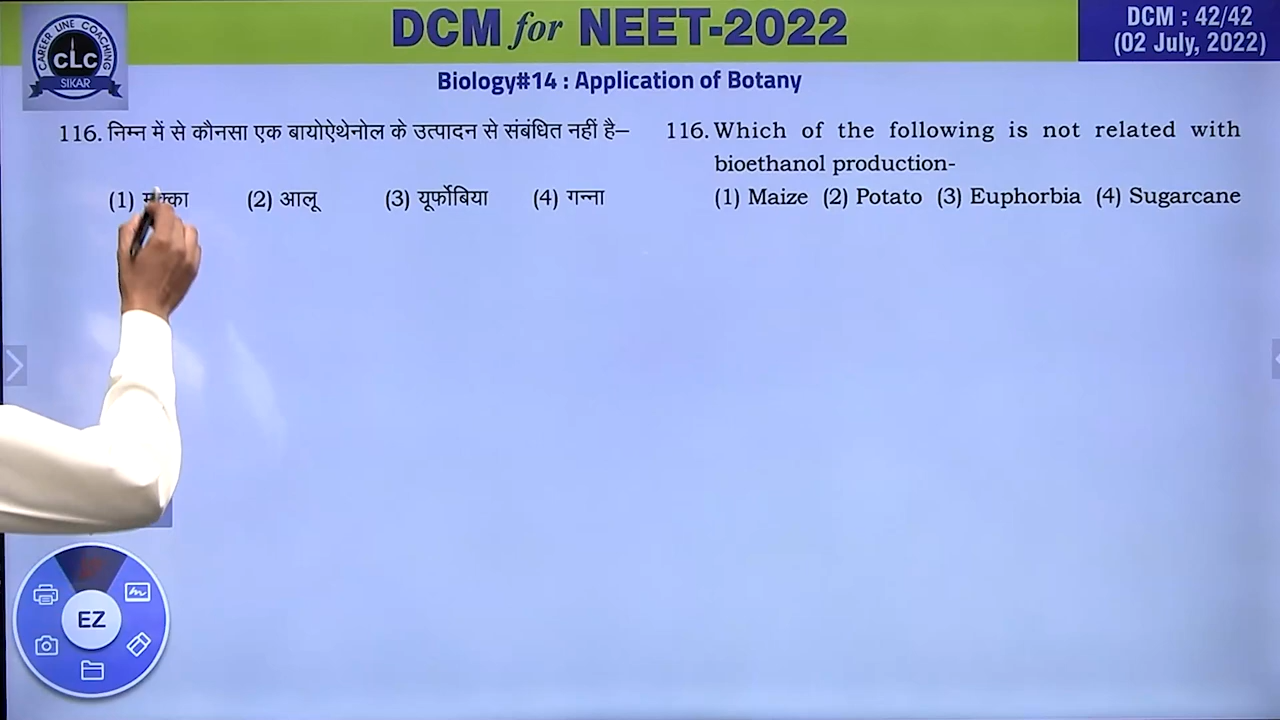 CAREER LINE COACHING
CLC
SIKAR
DCM for NEET-2022
DCM : 42/42
(02 July, 2022)
Biology#14 : Application of Botany
116. निम्न में से कौनसा एक बायोऐथेनोल के उत्पादन से संबंधित नहीं है–
(1) मक्का (2) आलू (3) यूर्फोबिया (4) गन्ना
116. Which of the following is not related with
bioethanol production-
(1) Maize (2) Potato (3) Euphorbia (4) Sugarcane
EZ